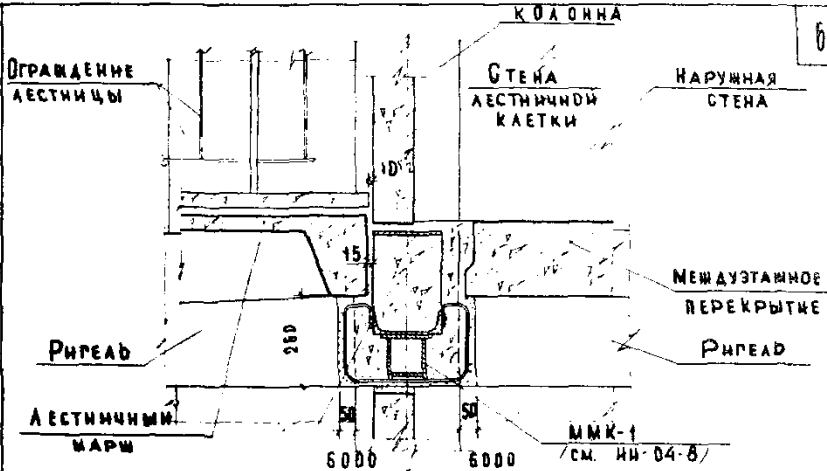 КОЛОННА
6
ОГРАЖДЕНИЕ
ЛЕСТНИЦЫ
СТЕНА
ЛЕСТНИЧНОЙ
КЛЕТКИ
НАРУЖНАЯ
СТЕНА
10
15
МЕЖДУЭТАЖНОЕ
ПЕРЕКРЫТИЕ
РИГЕЛЬ
260
РИГЕЛЬ
ЛЕСТНИЧНЫЙ
МАРШ
50
50
ММК-1
/СМ. ИИ-04-8/
6000
6000